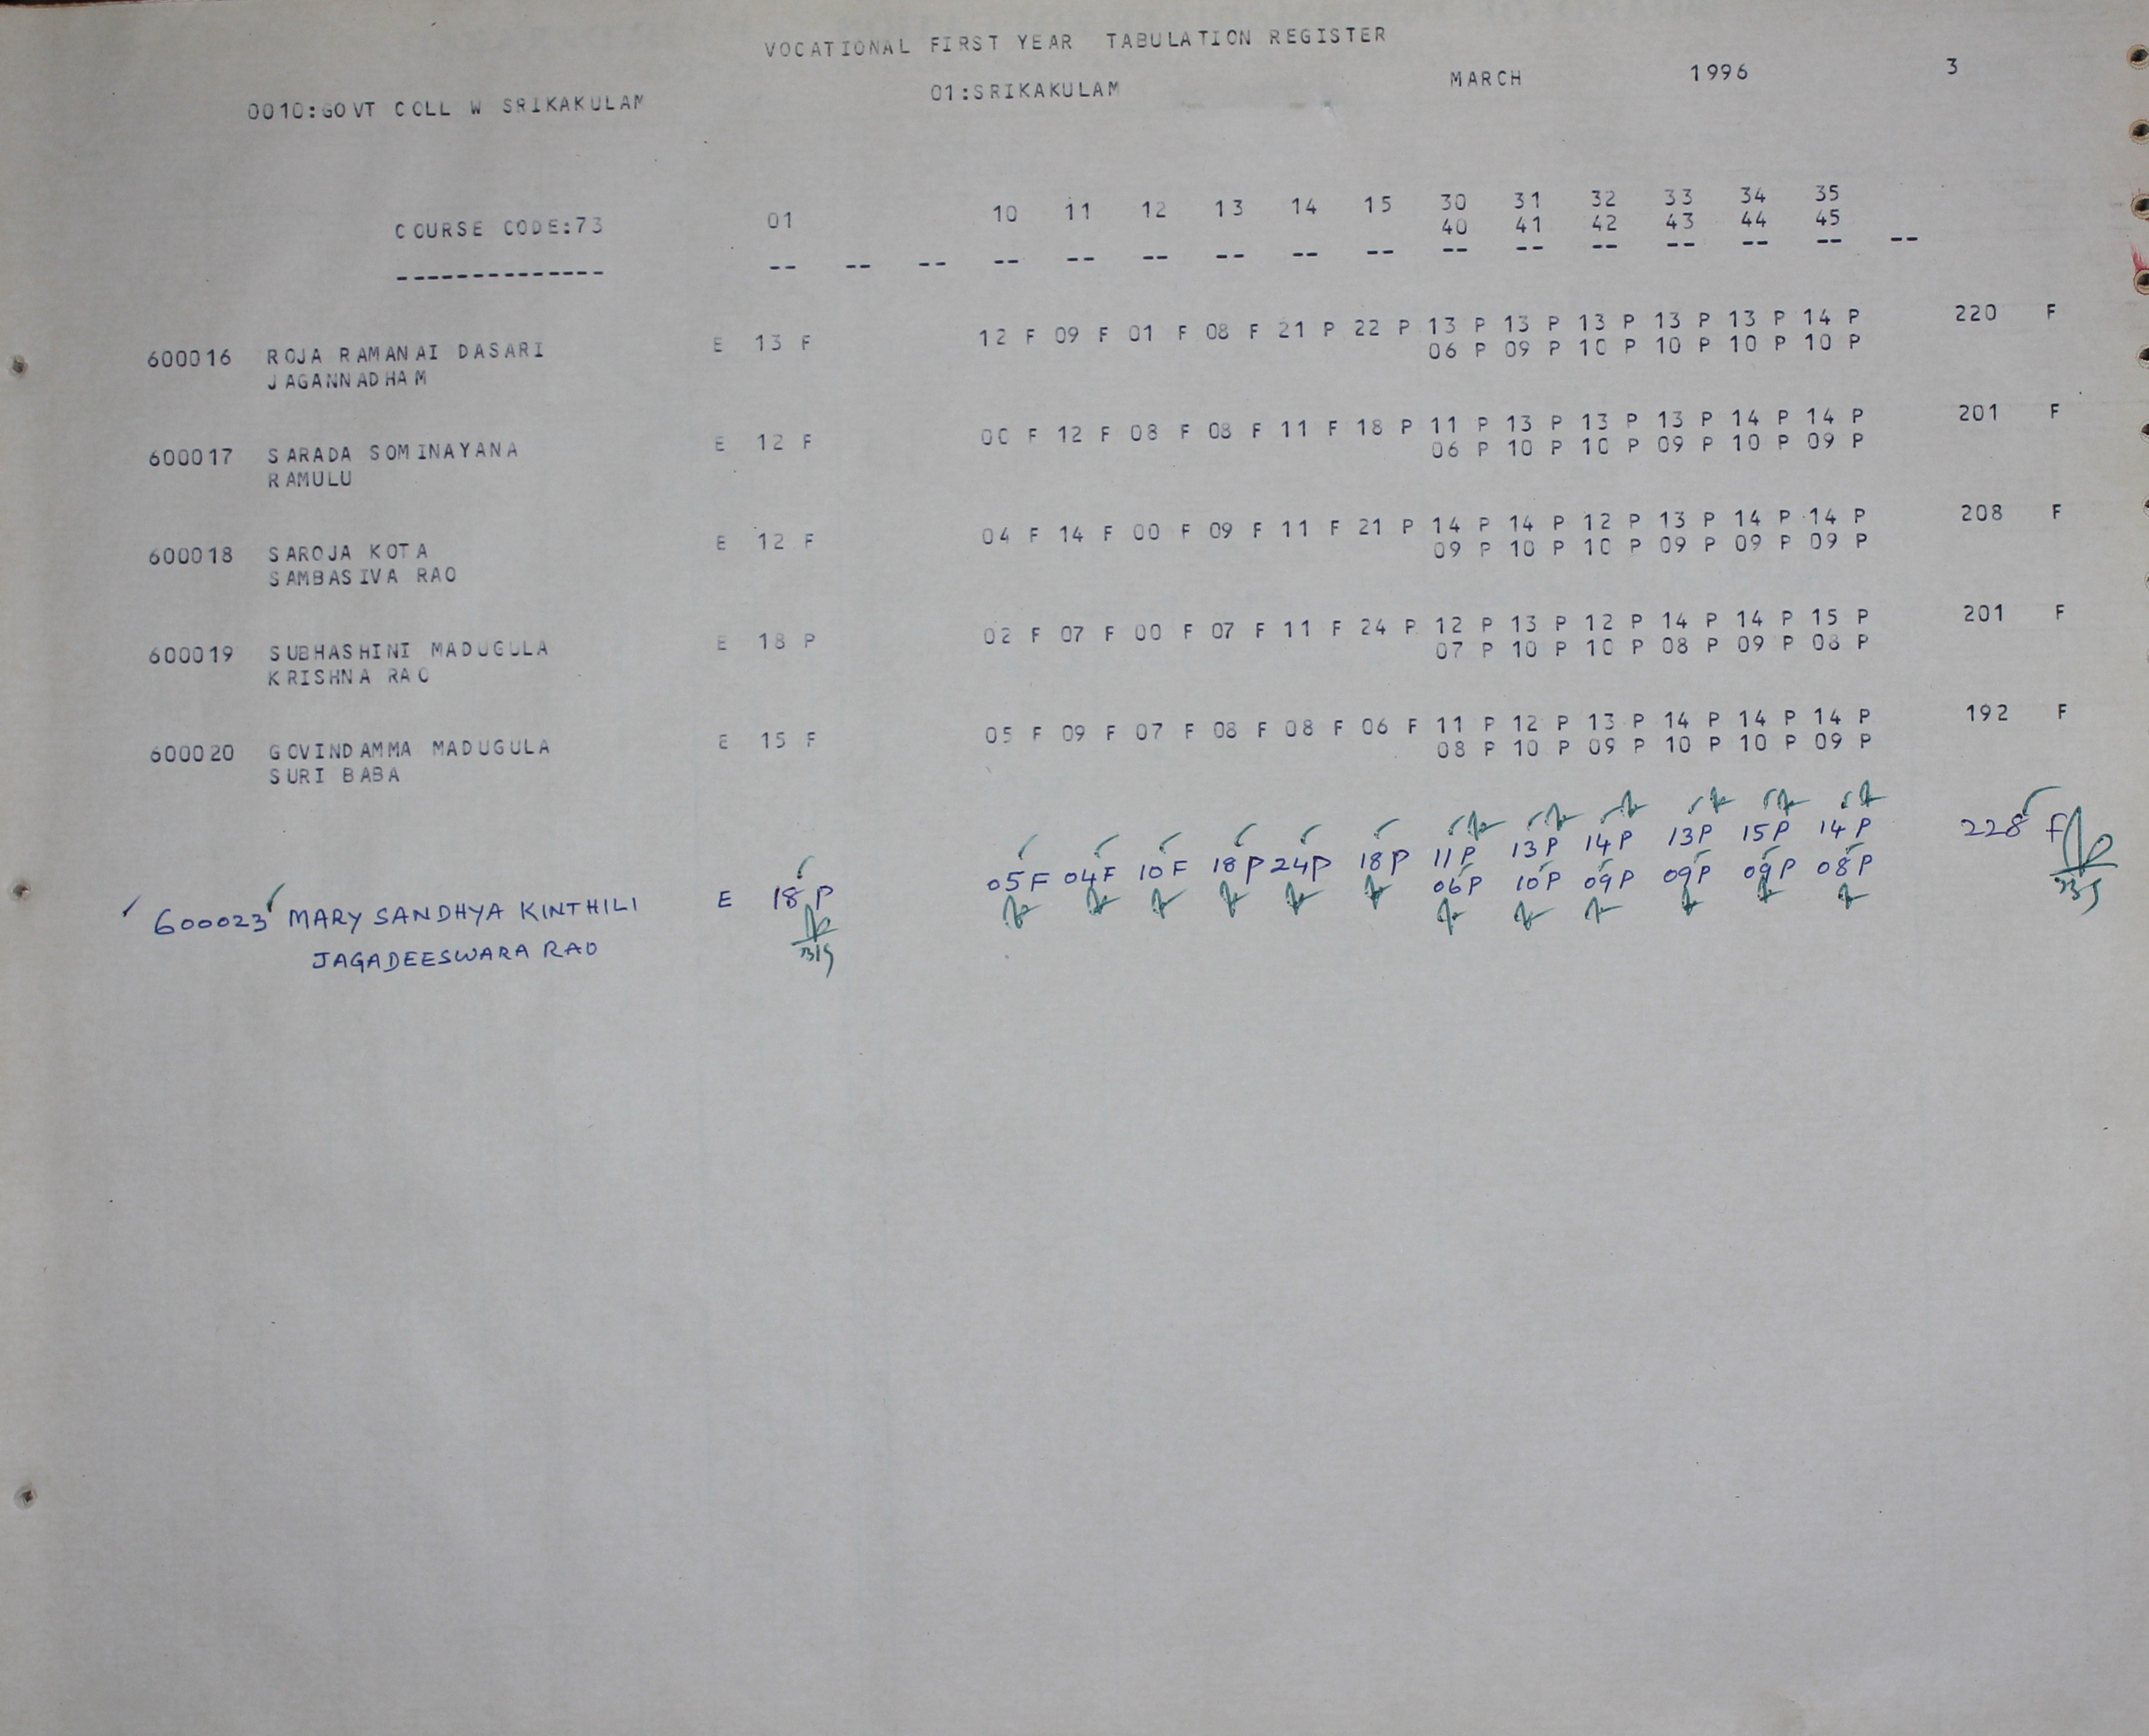 VOCATIONAL FIRST YEAR TABULATION REGISTER
0010:GOVT COLL W SRIKAKULAM 01:SRIKAKULAM MARCH 1996 3
COURSE CODE:73 01 10 11 12 13 14 15 30 31 32 33 34 35
40 41 42 43 44 45
-------------- -- -- -- -- -- -- -- -- -- -- -- -- -- -- -- --
600016 ROJA RAMANAI DASARI E 13 F 12 F 09 F 01 F 08 F 21 P 22 P 13 P 13 P 13 P 13 P 13 P 14 P 220 F
JAGANNADHAM 06 P 09 P 10 P 10 P 10 P 10 P
600017 SARADA SOMINAYANA E 12 F 00 F 12 F 08 F 08 F 11 F 18 P 11 P 13 P 13 P 13 P 14 P 14 P 201 F
RAMULU 06 P 10 P 10 P 09 P 10 P 09 P
600018 SAROJA KOTA E 12 F 04 F 14 F 00 F 09 F 11 F 21 P 14 P 14 P 12 P 13 P 14 P 14 P 208 F
SAMBASIVA RAO 09 P 10 P 10 P 09 P 09 P 09 P
600019 SUBHASHINI MADUGULA E 18 P 02 F 07 F 00 F 07 F 11 F 24 P 12 P 13 P 12 P 14 P 14 P 15 P 201 F
KRISHNA RAO 07 P 10 P 10 P 08 P 09 P 08 P
600020 GOVINDAMMA MADUGULA E 15 F 05 F 09 F 07 F 08 F 08 F 06 F 11 P 12 P 13 P 14 P 14 P 14 P 192 F
SURI BABA 08 P 10 P 09 P 10 P 10 P 09 P
600023 MARY SANDHYA KINTHILI E 18 P 05 F 04 F 10 F 18 P 24 P 18 P 11 P 13 P 14 P 13 P 15 P 14 P 228 F
JAGADEESWARA RAO 06 P 10 P 09 P 09 P 09 P 08 P